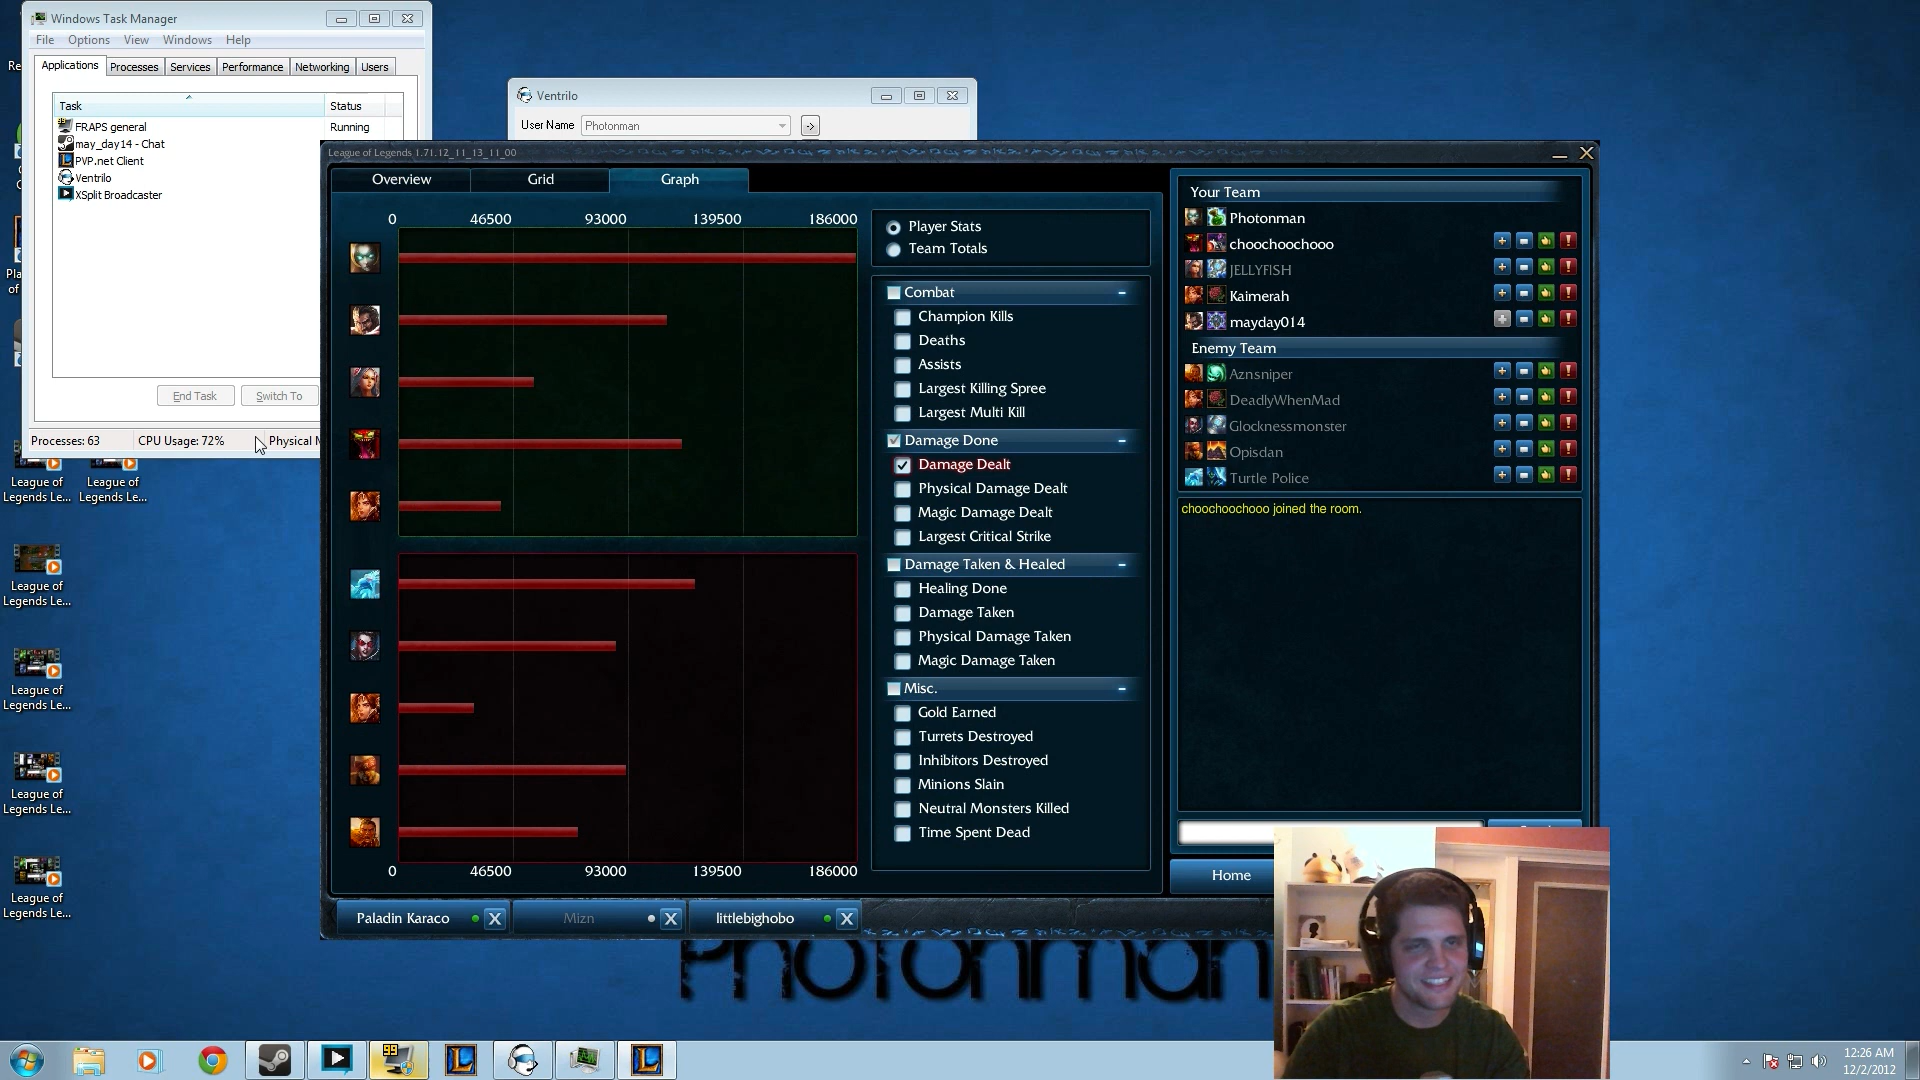 Windows Task Manager
File Options View Windows Help
Applications Processes Services Performance Networking Users
Task Status
FRAPS general Running
may_day14 - Chat
PVP.net Client
Ventrilo
XSplit Broadcaster
End Task Switch To
Processes: 63 CPU Usage: 72% Physical
Re
Pla
of
Ventrilo
User Name Photonman
League of Legends 1.71.12_11_13_11_00
Overview Grid Graph
0 46500 93000 139500 186000
0 46500 93000 139500 186000
Player Stats
Team Totals
Combat
Champion Kills
Deaths
Assists
Largest Killing Spree
Largest Multi Kill
Damage Done
Damage Dealt
Physical Damage Dealt
Magic Damage Dealt
Largest Critical Strike
Damage Taken & Healed
Healing Done
Damage Taken
Physical Damage Taken
Magic Damage Taken
Misc.
Gold Earned
Turrets Destroyed
Inhibitors Destroyed
Minions Slain
Neutral Monsters Killed
Time Spent Dead
Your Team
Photonman
choochoochooo
JELLYFISH
Kaimerah
mayday014
Enemy Team
Aznsniper
DeadlyWhenMad
Glocknessmonster
Opisdan
Turtle Police
choochoochooo joined the room.
Home
Paladin Karaco X Mizn X littlebighobo X
League of
Legends Le...
League of
Legends Le...
League of
Legends Le...
League of
Legends Le...
League of
Legends Le...
League of
Legends Le...
Photonman
99
12:26 AM
12/2/2012